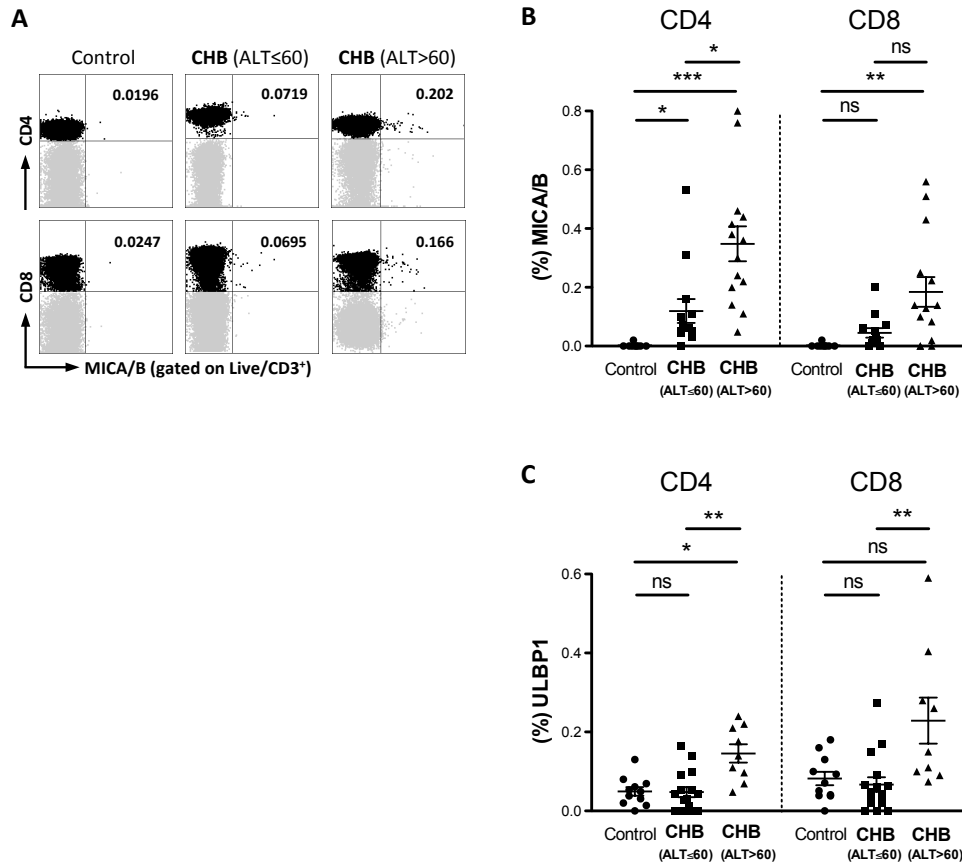 A
Control CHB (ALT≤60) CHB (ALT>60)
CD4
0.0196 0.0719 0.202
CD8
0.0247 0.0695 0.166
MICA/B (gated on Live/CD3⁺)
B
CD4 CD8
* ns
*** **
* ns
(%) MICA/B
0.8
0.6
0.4
0.2
0.0
Control CHB CHB Control CHB CHB
(ALT≤60) (ALT>60) (ALT≤60) (ALT>60)
C
CD4 CD8
** **
* ns
ns ns
(%) ULBP1
0.6
0.4
0.2
0.0
Control CHB CHB Control CHB CHB
(ALT≤60) (ALT>60) (ALT≤60) (ALT>60)